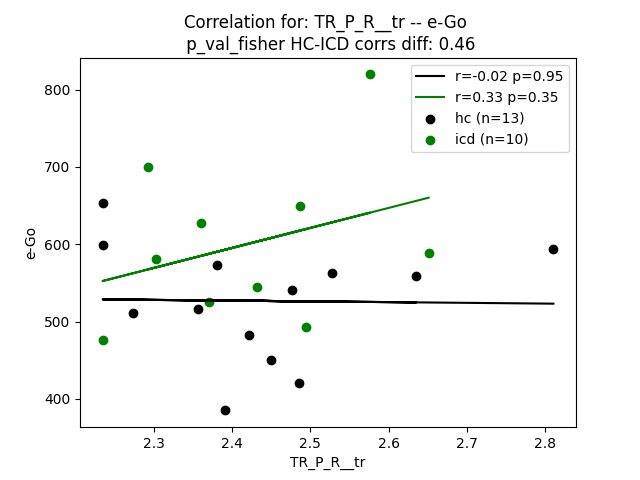 Correlation for: TR_P_R__tr -- e-Go
p_val_fisher HC-ICD corrs diff: 0.46
r=-0.02 p=0.95
r=0.33 p=0.35
hc (n=13)
icd (n=10)
800
700
600
500
400
e-Go
2.3 2.4 2.5 2.6 2.7 2.8
TR_P_R__tr